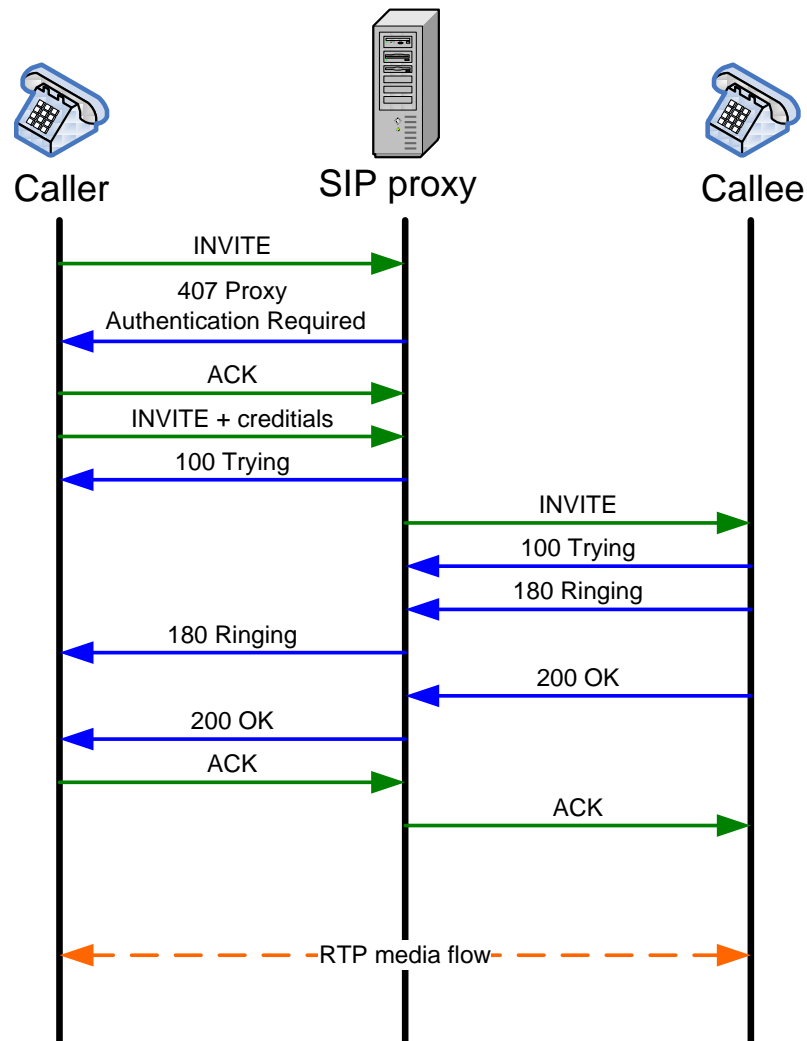 Caller
SIP proxy
Callee
INVITE
407 Proxy
Authentication Required
ACK
INVITE + creditials
100 Trying
INVITE
100 Trying
180 Ringing
180 Ringing
200 OK
200 OK
ACK
ACK
RTP media flow